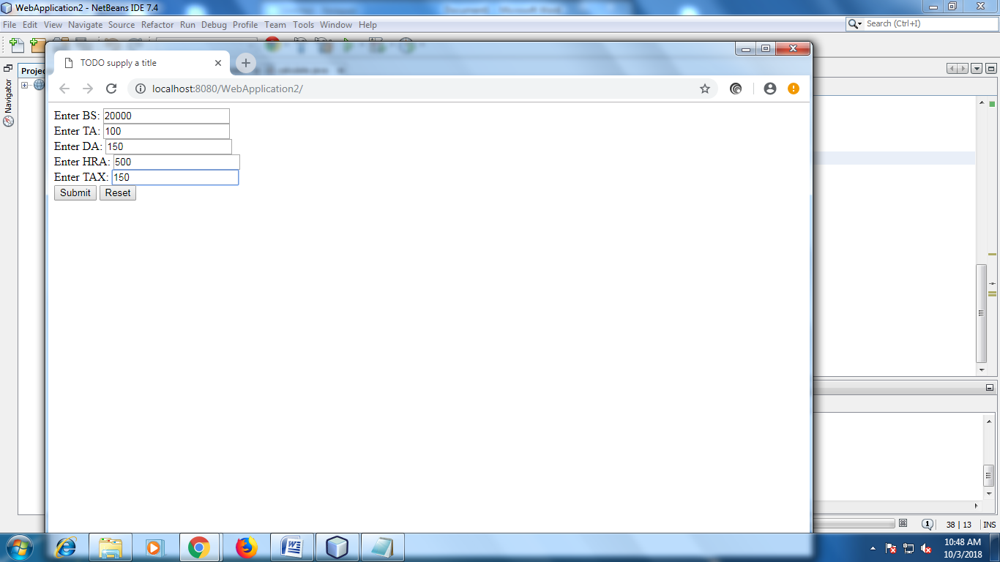 WebApplication2 - NetBeans IDE 7.4
File Edit View Navigate Source Refactor Run Debug Profile Team Tools Window Help
Search (Ctrl+I)
TODO supply a title
Projec
Navigator
localhost:8080/WebApplication2/
Enter BS: 20000
Enter TA: 100
Enter DA: 150
Enter HRA: 500
Enter TAX: 150
Submit Reset
1
38 | 13 INS
10:48 AM
10/3/2018